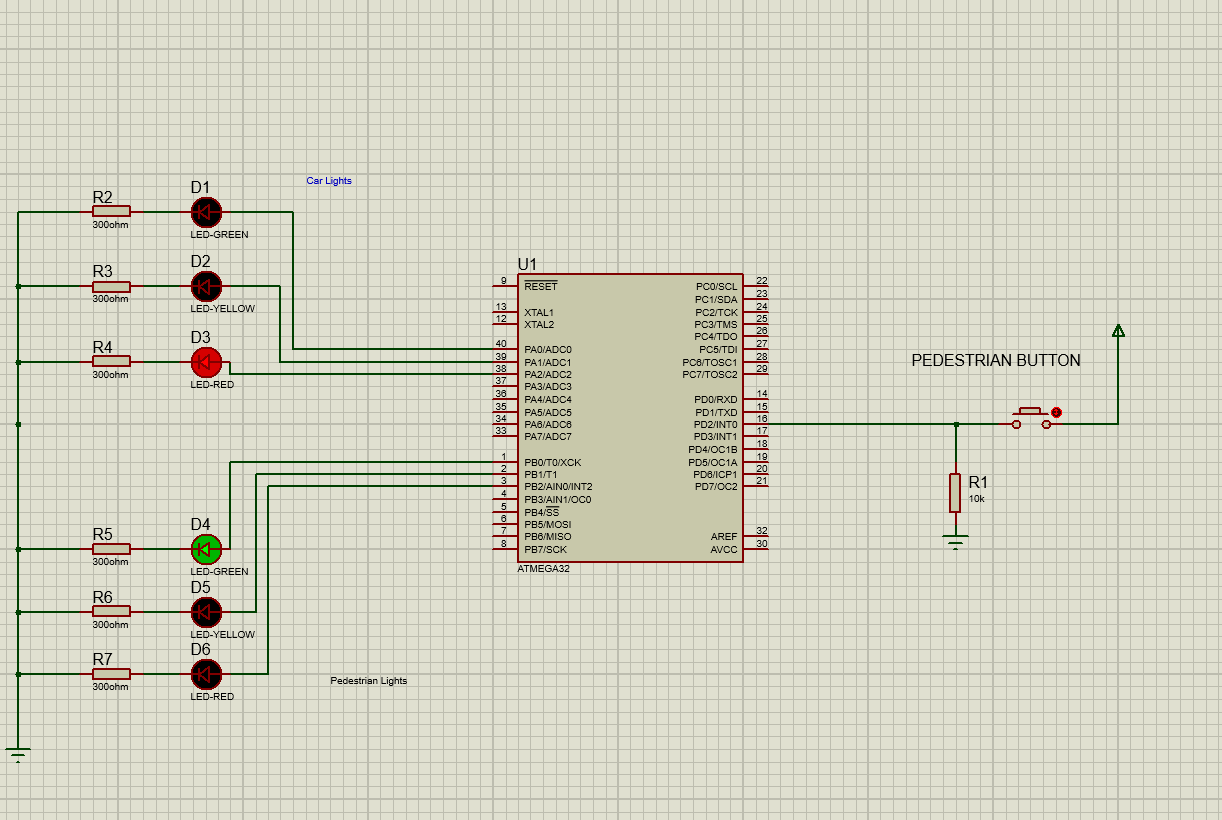 Car Lights
R2
300ohm
D1
LED-GREEN
R3
300ohm
D2
LED-YELLOW
R4
300ohm
D3
LED-RED
R5
300ohm
D4
LED-GREEN
R6
300ohm
D5
LED-YELLOW
R7
300ohm
D6
LED-RED
Pedestrian Lights
U1
9 RESET
13 XTAL1
12 XTAL2
40 PA0/ADC0
39 PA1/ADC1
38 PA2/ADC2
37 PA3/ADC3
36 PA4/ADC4
35 PA5/ADC5
34 PA6/ADC6
33 PA7/ADC7
1 PB0/T0/XCK
2 PB1/T1
3 PB2/AIN0/INT2
4 PB3/AIN1/OC0
5 PB4/SS
6 PB5/MOSI
7 PB6/MISO
8 PB7/SCK
PC0/SCL 22
PC1/SDA 23
PC2/TCK 24
PC3/TMS 25
PC4/TDO 26
PC5/TDI 27
PC6/TOSC1 28
PC7/TOSC2 29
PD0/RXD 14
PD1/TXD 15
PD2/INT0 16
PD3/INT1 17
PD4/OC1B 18
PD5/OC1A 19
PD6/ICP1 20
PD7/OC2 21
AREF 32
AVCC 30
ATMEGA32
PEDESTRIAN BUTTON
R1
10k